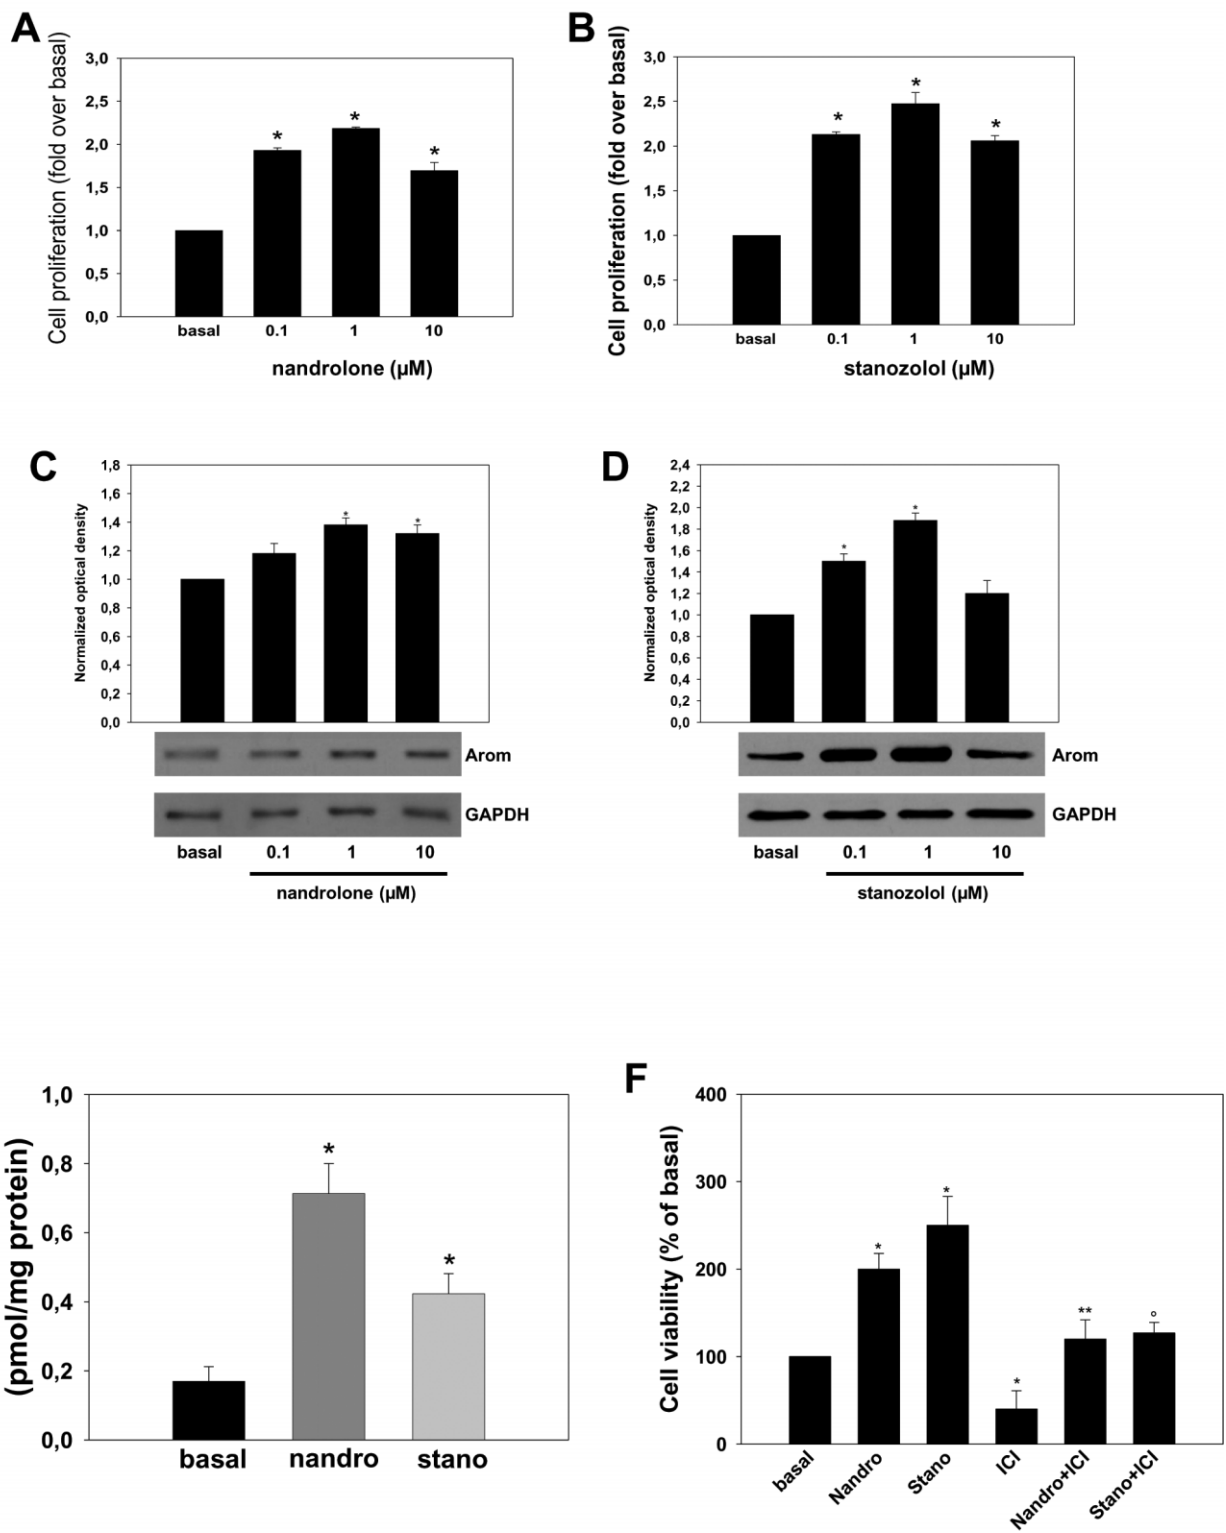 A
Cell proliferation (fold over basal)
3,0
2,5
2,0
1,5
1,0
0,5
0,0
*
*
*
basal 0.1 1 10
nandrolone (µM)
B
Cell proliferation (fold over basal)
3,0
2,5
2,0
1,5
1,0
0,5
0,0
*
*
*
basal 0.1 1 10
stanozolol (µM)
C
Normalized optical density
1,8
1,6
1,4
1,2
1,0
0,8
0,6
0,4
0,2
0,0
*
*
Arom
GAPDH
basal 0.1 1 10
nandrolone (µM)
D
Normalized optical density
2,4
2,2
2,0
1,8
1,6
1,4
1,2
1,0
0,8
0,6
0,4
0,2
0,0
*
*
Arom
GAPDH
basal 0.1 1 10
stanozolol (µM)
(pmol/mg protein)
1,0
0,8
0,6
0,4
0,2
0,0
*
*
basal nandro stano
F
Cell viability (% of basal)
400
300
200
100
0
*
*
*
**
°
basal
Nandro
Stano
ICI
Nandro+ICI
Stano+ICI